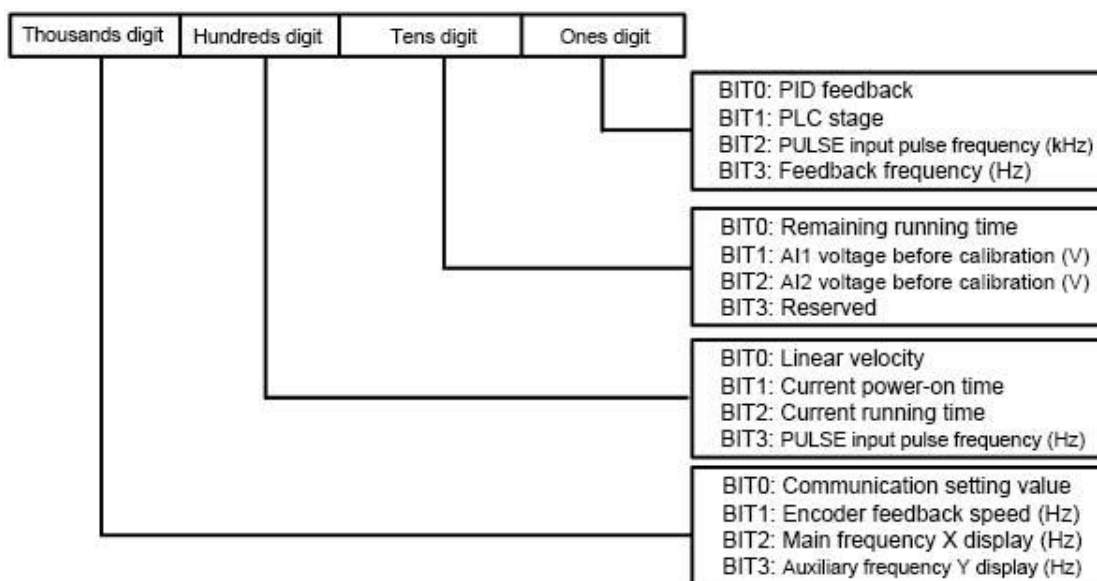 Thousands digit Hundreds digit Tens digit Ones digit
BIT0: PID feedback
BIT1: PLC stage
BIT2: PULSE input pulse frequency (kHz)
BIT3: Feedback frequency (Hz)
BIT0: Remaining running time
BIT1: AI1 voltage before calibration (V)
BIT2: AI2 voltage before calibration (V)
BIT3: Reserved
BIT0: Linear velocity
BIT1: Current power-on time
BIT2: Current running time
BIT3: PULSE input pulse frequency (Hz)
BIT0: Communication setting value
BIT1: Encoder feedback speed (Hz)
BIT2: Main frequency X display (Hz)
BIT3: Auxiliary frequency Y display (Hz)